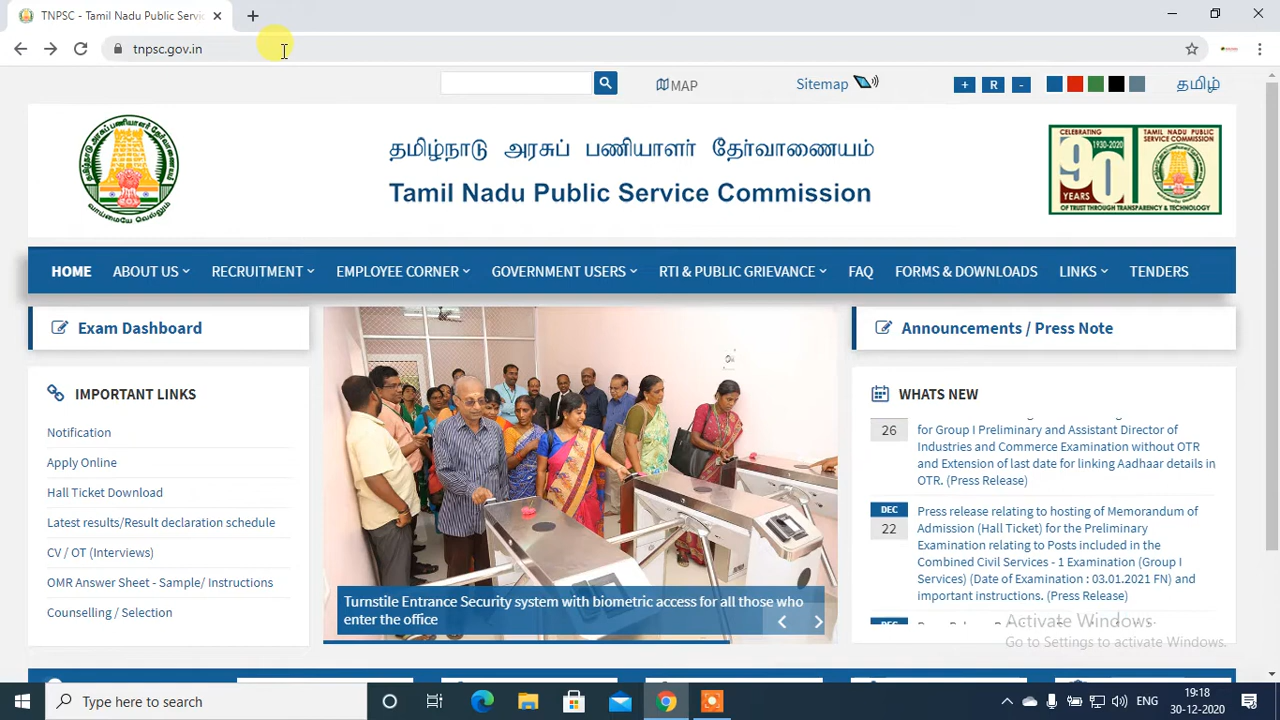 TNPSC - Tamil Nadu Public Servic
tnpsc.gov.in
MAP
Sitemap
+ R -
தமிழ்
தமிழ்நாடு அரசுப் பணியாளர் தேர்வாணையம்
Tamil Nadu Public Service Commission
CELEBRATING
90
1930-2020
YEARS
TAMIL NADU PUBLIC
SERVICE COMMISSION
OF TRUST THROUGH TRANSPARENCY & TECHNOLOGY
வாய்மையே வெல்லும்
HOME ABOUT US RECRUITMENT EMPLOYEE CORNER GOVERNMENT USERS RTI & PUBLIC GRIEVANCE FAQ FORMS & DOWNLOADS LINKS TENDERS
Exam Dashboard
Announcements / Press Note
IMPORTANT LINKS
Notification
Apply Online
Hall Ticket Download
Latest results/Result declaration schedule
CV / OT (Interviews)
OMR Answer Sheet - Sample/ Instructions
Counselling / Selection
Turnstile Entrance Security system with biometric access for all those who
enter the office
WHATS NEW
26
for Group I Preliminary and Assistant Director of
Industries and Commerce Examination without OTR
and Extension of last date for linking Aadhaar details in
OTR. (Press Release)
DEC
22
Press release relating to hosting of Memorandum of
Admission (Hall Ticket) for the Preliminary
Examination relating to Posts included in the
Combined Civil Services - 1 Examination (Group I
Services) (Date of Examination : 03.01.2021 FN) and
important instructions. (Press Release)
Activate Windows
Go to Settings to activate Windows.
Type here to search
ENG
19:18
30-12-2020